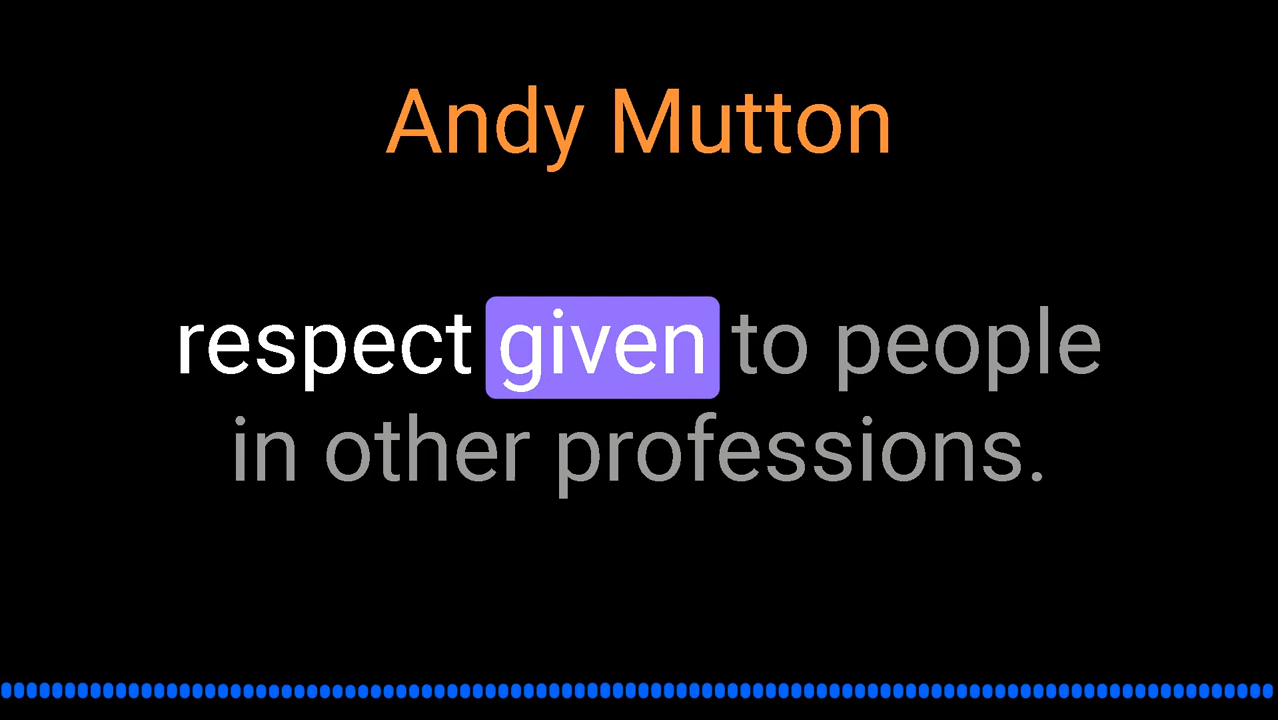 Andy Mutton
respect given to people
in other professions.